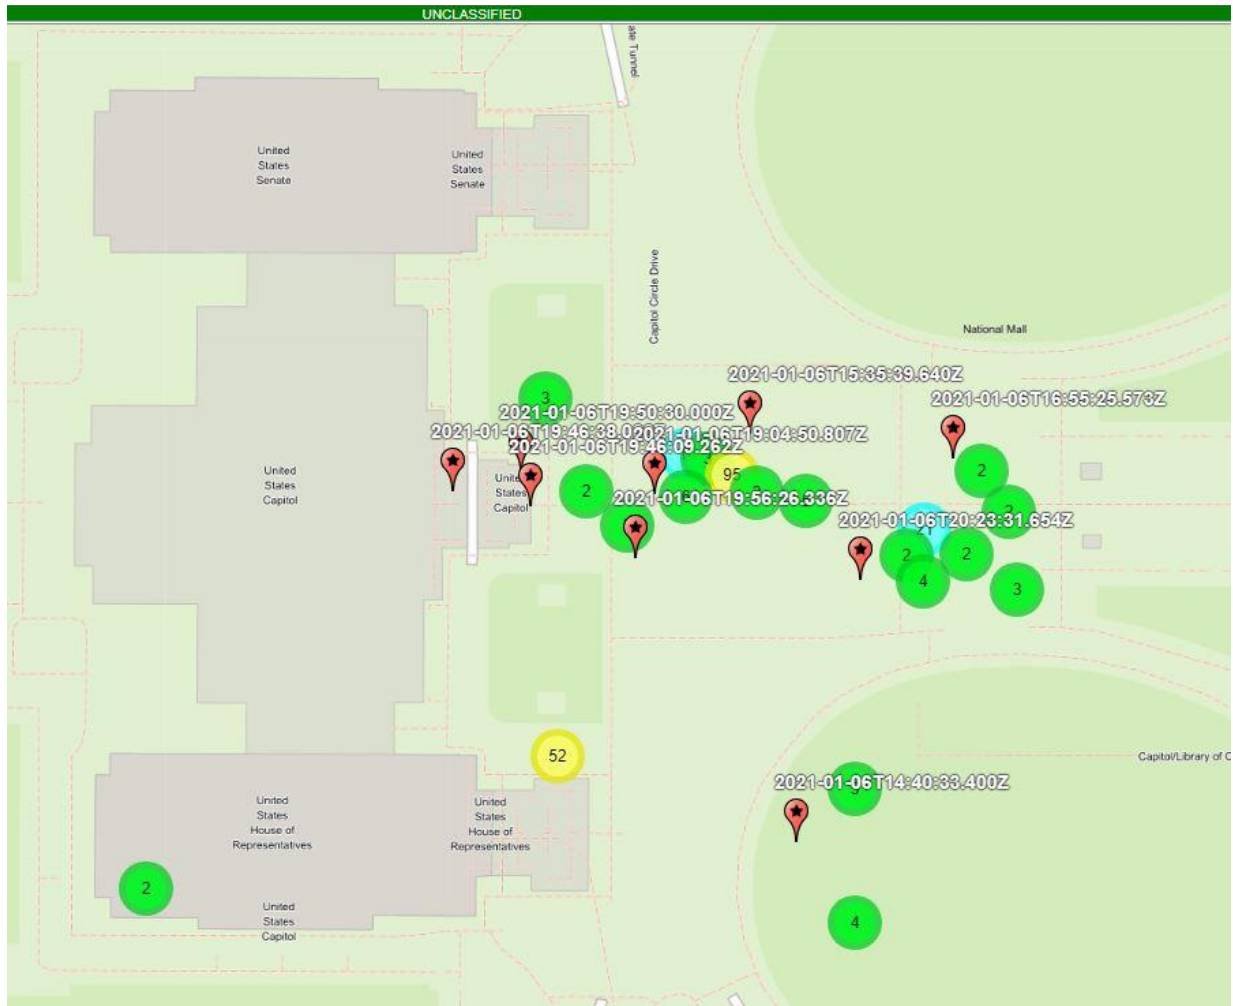 UNCLASSIFIED
ate Tunnel
United
States
Senate
United
States
Senate
Capitol Circle Drive
National Mall
2021-01-06T15:35:39.640Z
2021-01-06T16:55:25.573Z
3
2021-01-06T19:50:30.000Z
2021-01-06T19:04:50.807Z
2021-01-06T19:46:09.262Z
95
2
United
States
Capitol
States
Capitol
2
2021-01-06T19:56:26.336Z
2021-01-06T20:23:31.654Z
2
2
4
3
52
Capitol/Library of C
2021-01-06T14:40:33.400Z
United
States
House of
Representatives
United
States
House of
Representatives
2
4
United
States
Capitol